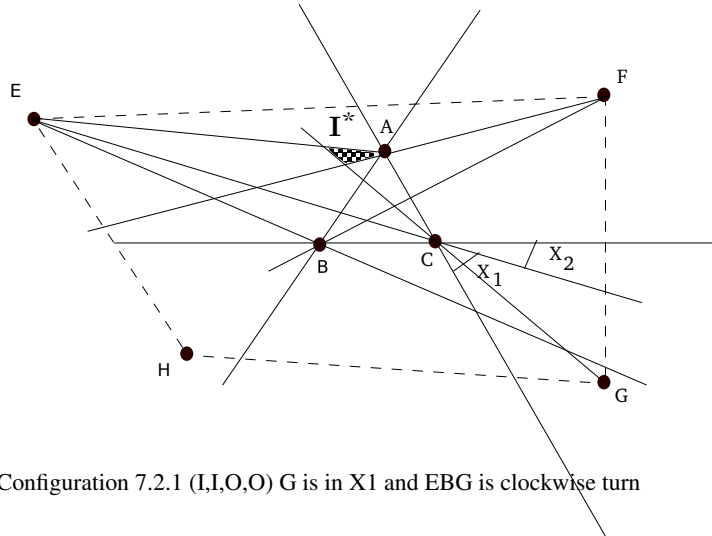 E
F
I*
A
B
C
X2
X1
H
G
Configuration 7.2.1 (I,I,O,O) G is in X1 and EBG is clockwise turn